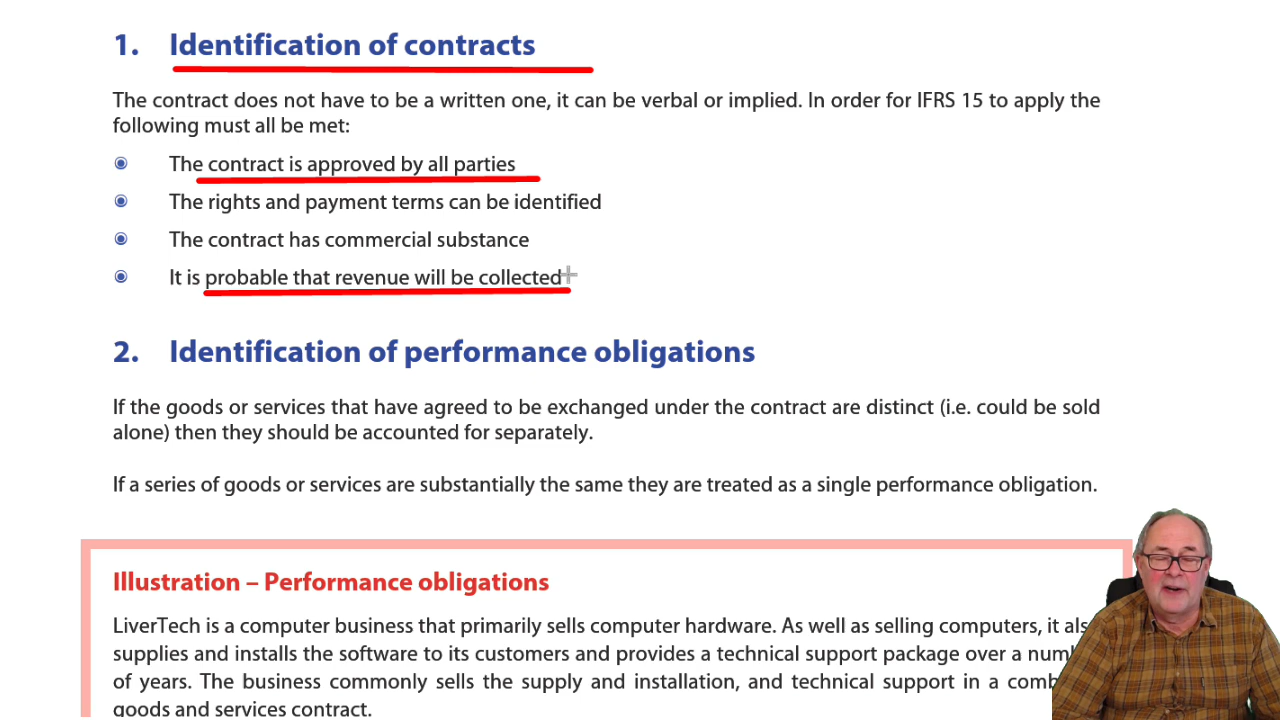 1. Identification of contracts
The contract does not have to be a written one, it can be verbal or implied. In order for IFRS 15 to apply the
following must all be met:
The contract is approved by all parties
The rights and payment terms can be identified
The contract has commercial substance
It is probable that revenue will be collected
2. Identification of performance obligations
If the goods or services that have agreed to be exchanged under the contract are distinct (i.e. could be sold
alone) then they should be accounted for separately.
If a series of goods or services are substantially the same they are treated as a single performance obligation.
Illustration – Performance obligations
LiverTech is a computer business that primarily sells computer hardware. As well as selling computers, it
supplies and installs the software to its customers and provides a technical support package over a
of years. The business commonly sells the supply and installation, and technical support in a
goods and services contract.